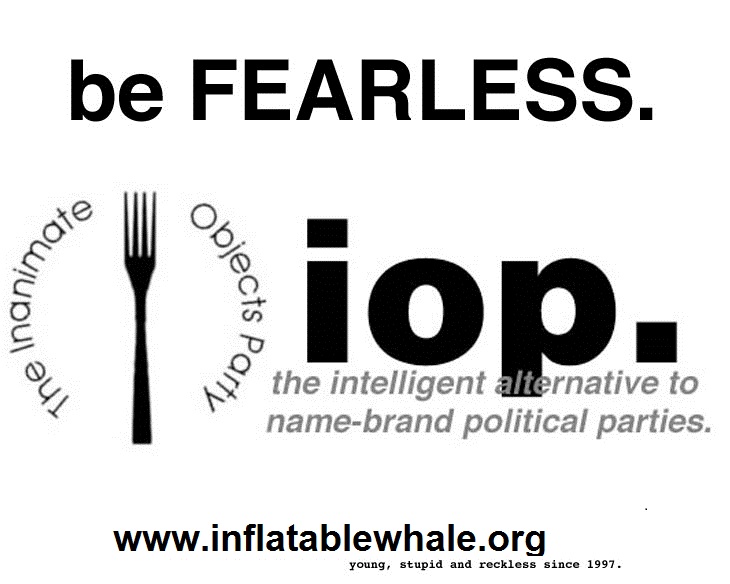 be FEARLESS.
The Inanimate
Objects Party
iop.
the intelligent alternative to
name-brand political parties.
www.inflatablewhale.org
young, stupid and reckless since 1997.